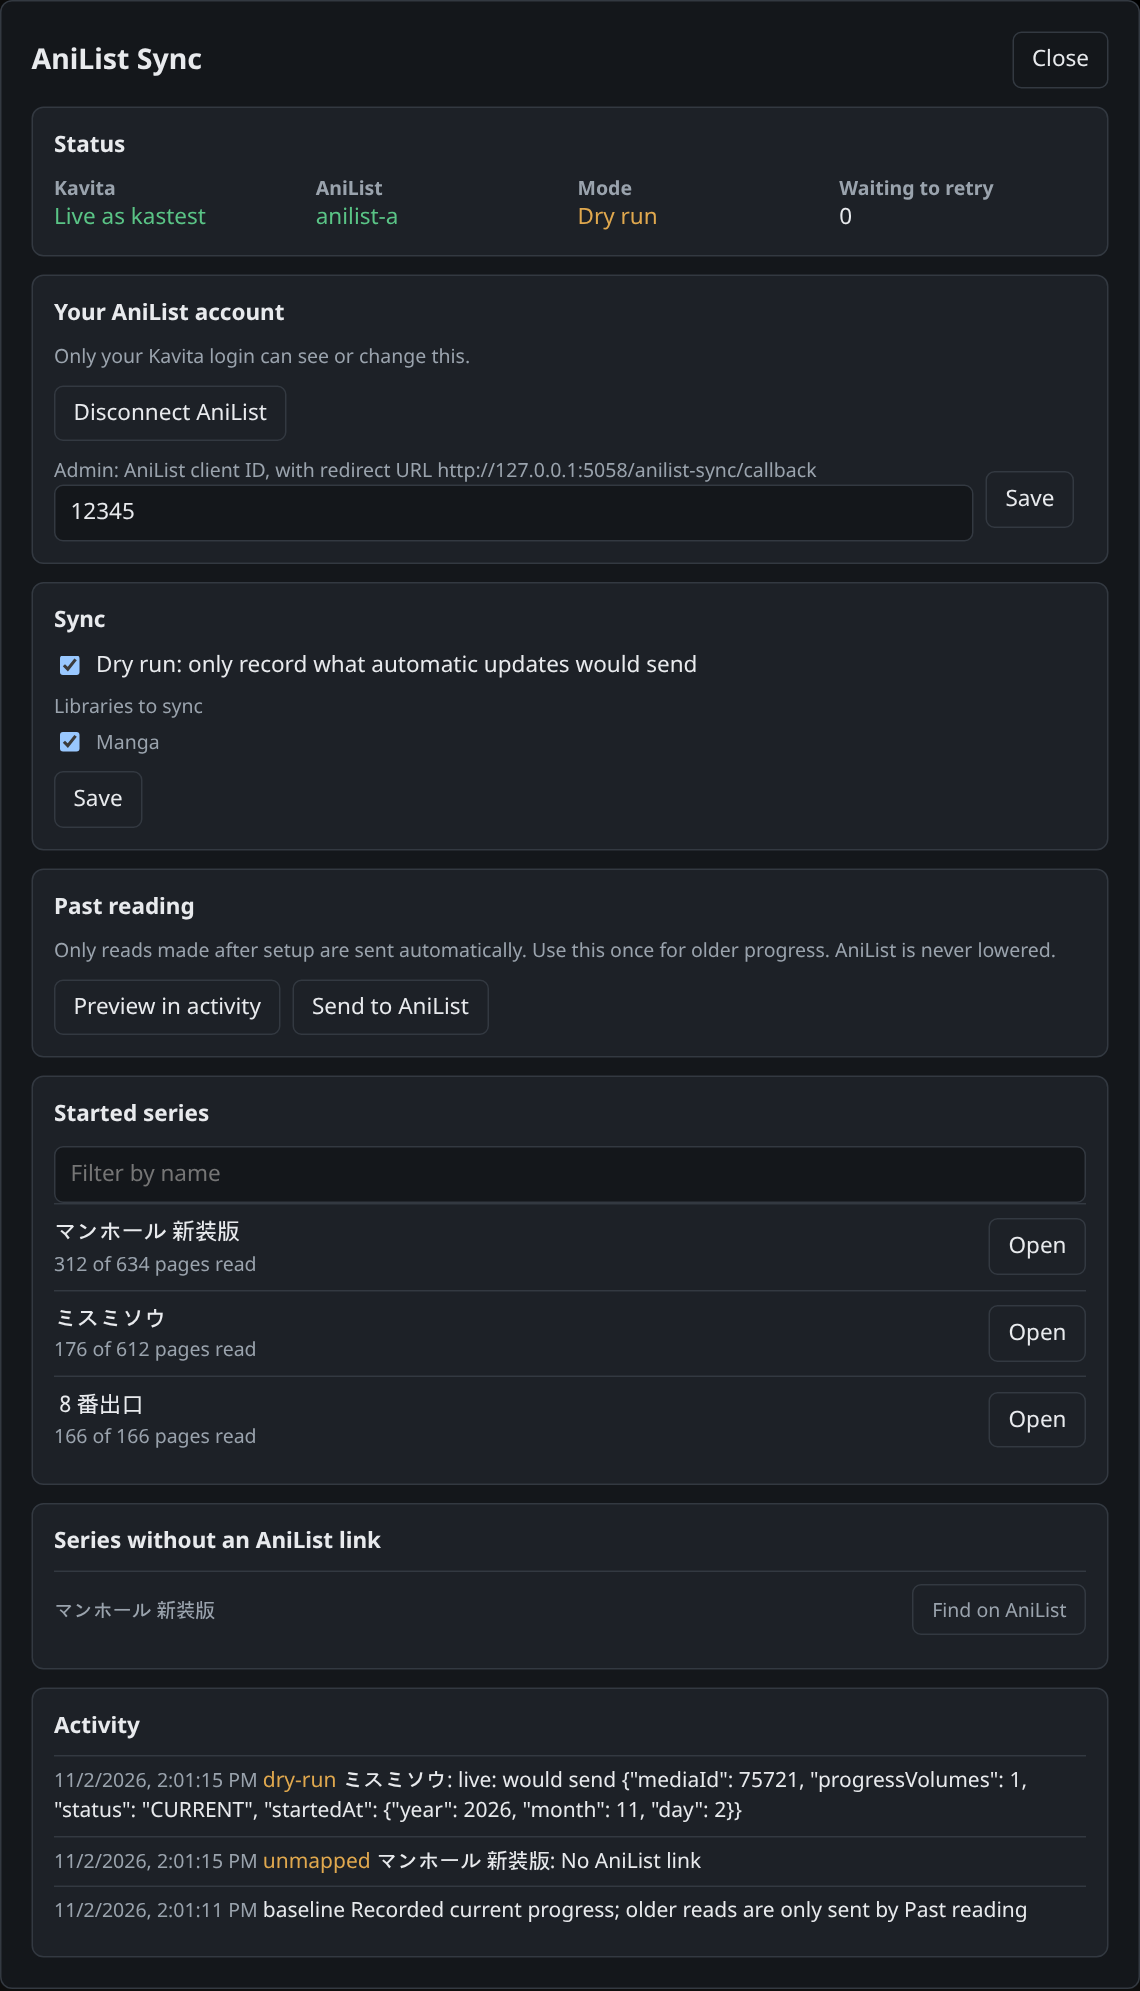 AniList Sync
Close
Status
Kavita
Live as kastest
AniList
anilist-a
Mode
Dry run
Waiting to retry
0
Your AniList account
Only your Kavita login can see or change this.
Disconnect AniList
Admin: AniList client ID, with redirect URL http://127.0.0.1:5058/anilist-sync/callback
12345
Save
Sync
Dry run: only record what automatic updates would send
Libraries to sync
Manga
Save
Past reading
Only reads made after setup are sent automatically. Use this once for older progress. AniList is never lowered.
Preview in activity
Send to AniList
Started series
Filter by name
マンホール 新装版
312 of 634 pages read
Open
ミスミソウ
176 of 612 pages read
Open
８番出口
166 of 166 pages read
Open
Series without an AniList link
マンホール 新装版
Find on AniList
Activity
11/2/2026, 2:01:15 PM dry-run ミスミソウ: live: would send {"mediaId": 75721, "progressVolumes": 1,
"status": "CURRENT", "startedAt": {"year": 2026, "month": 11, "day": 2}}
11/2/2026, 2:01:15 PM unmapped マンホール 新装版: No AniList link
11/2/2026, 2:01:11 PM baseline Recorded current progress; older reads are only sent by Past reading